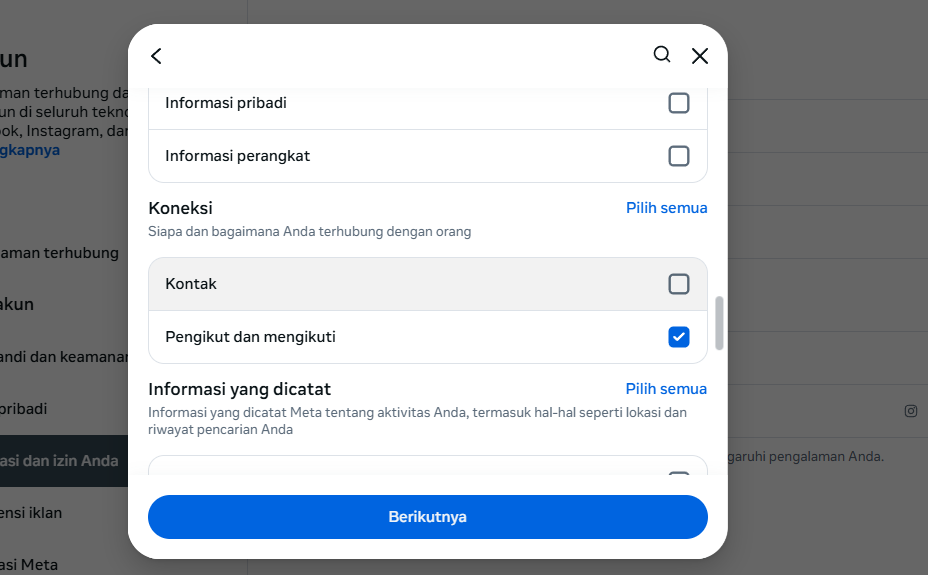 un
man terhubung da
un di seluruh tekno
ok, Instagram, dan
gkapnya
aman terhubung
akun
andi dan keamanan
pribadi
asi dan izin Anda
ensi iklan
asi Meta
Informasi pribadi
Informasi perangkat
Koneksi
Pilih semua
Siapa dan bagaimana Anda terhubung dengan orang
Kontak
Pengikut dan mengikuti
Informasi yang dicatat
Pilih semua
Informasi yang dicatat Meta tentang aktivitas Anda, termasuk hal-hal seperti lokasi dan
riwayat pencarian Anda
Berikutnya
garuhi pengalaman Anda.